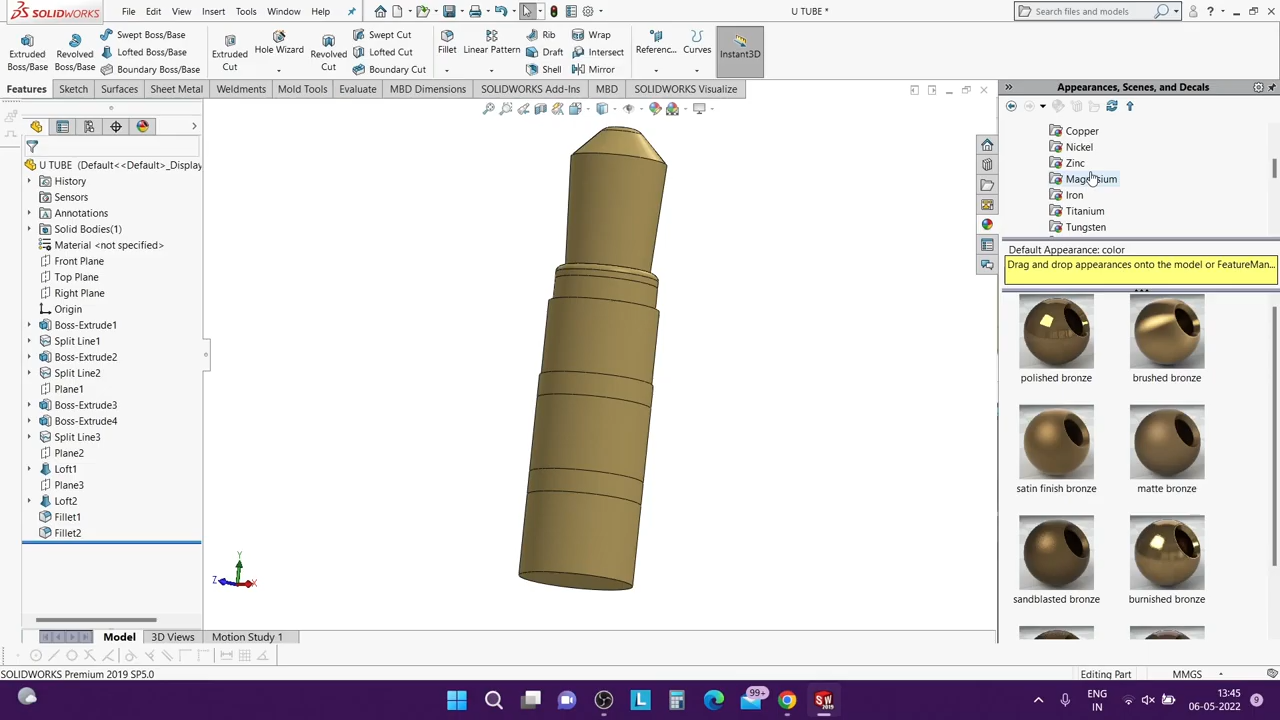 SOLIDWORKS
File
Edit
View
Insert
Tools
Window
Help
U TUBE *
Search files and models
Extruded Boss/Base
Revolved Boss/Base
Swept Boss/Base
Lofted Boss/Base
Boundary Boss/Base
Extruded Cut
Hole Wizard
Revolved Cut
Swept Cut
Lofted Cut
Boundary Cut
Fillet
Linear Pattern
Rib
Draft
Shell
Wrap
Intersect
Mirror
Referenc...
Curves
Instant3D
Features
Sketch
Surfaces
Sheet Metal
Weldments
Mold Tools
Evaluate
MBD Dimensions
SOLIDWORKS Add-Ins
MBD
SOLIDWORKS Visualize
U TUBE (Default<<Default>_Display
History
Sensors
Annotations
Solid Bodies(1)
Material <not specified>
Front Plane
Top Plane
Right Plane
Origin
Boss-Extrude1
Split Line1
Boss-Extrude2
Split Line2
Plane1
Boss-Extrude3
Boss-Extrude4
Split Line3
Plane2
Loft1
Plane3
Loft2
Fillet1
Fillet2
Y
Z
X
Appearances, Scenes, and Decals
Copper
Nickel
Zinc
Magnesium
Iron
Titanium
Tungsten
Default Appearance: color
Drag and drop appearances onto the model or FeatureMan...
polished bronze
brushed bronze
satin finish bronze
matte bronze
sandblasted bronze
burnished bronze
Model
3D Views
Motion Study 1
SOLIDWORKS Premium 2019 SP5.0
Editing Part
MMGS
99+
SW
2019
ENG
IN
13:45
06-05-2022
9